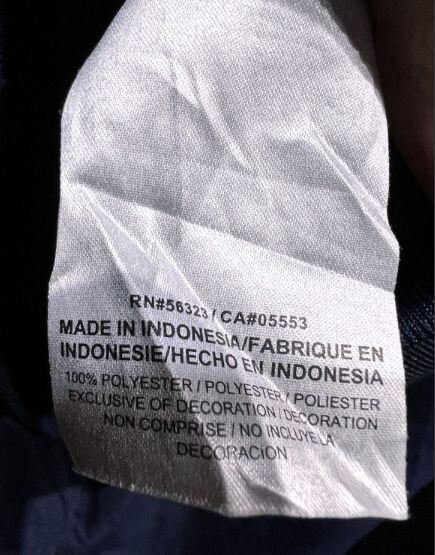 RN#56323 / CA#05553
MADE IN INDONESIA/FABRIQUE EN
INDONESIE/HECHO EN INDONESIA
100% POLYESTER / POLYESTER / POLIESTER
EXCLUSIVE OF DECORATION / DECORATION
NON COMPRISE / NO INCLUYE LA
DECORACION